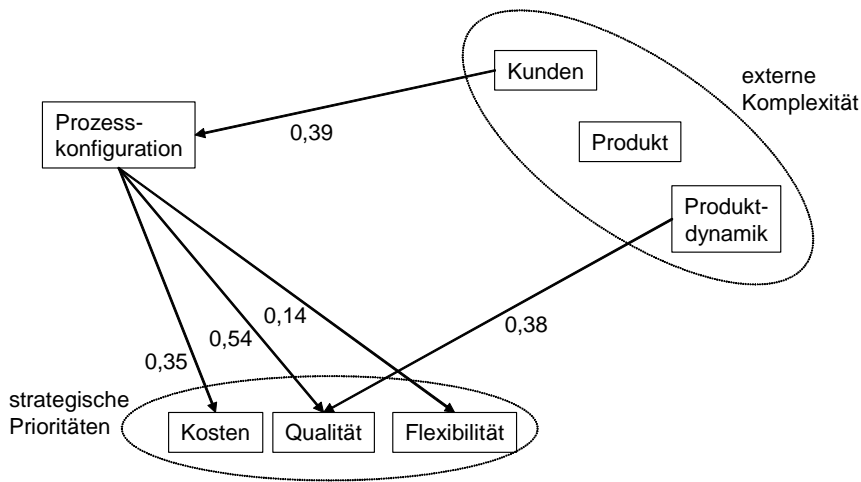 Kunden
externe
Komplexität
Prozess-
konfiguration
0,39
Produkt
Produkt-
dynamik
0,14
0,38
0,54
0,35
strategische
Prioritäten
Kosten
Qualität
Flexibilität